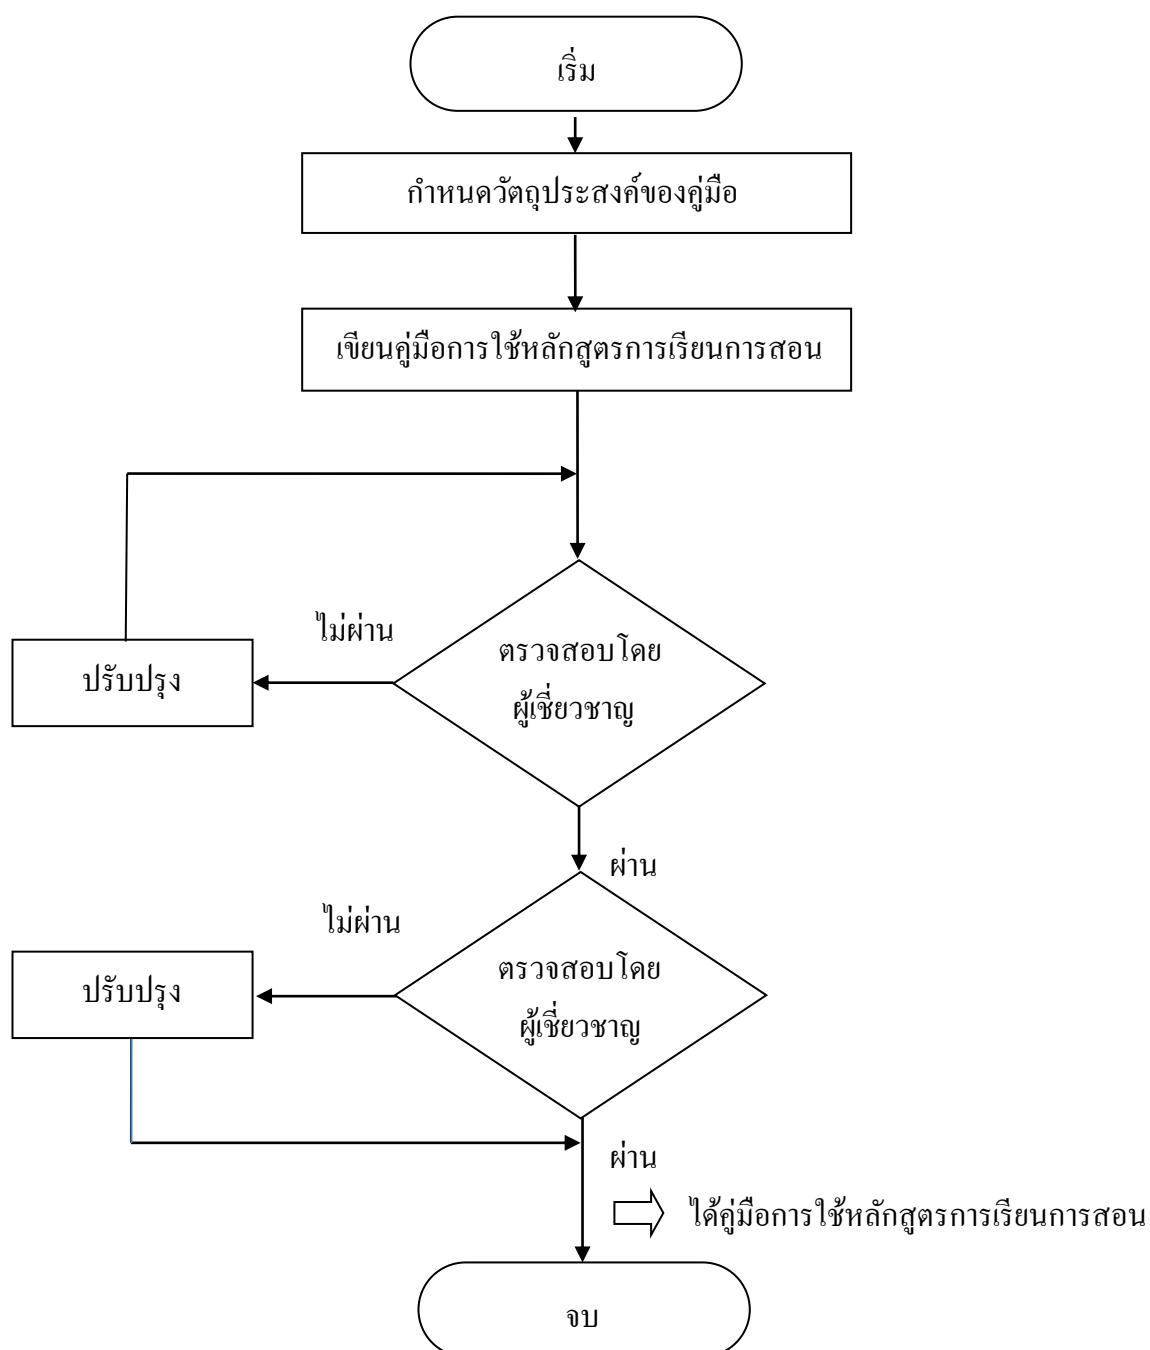 เริ่ม
กำหนดวัตถุประสงค์ของคู่มือ
เขียนคู่มือการใช้หลักสูตรการเรียนการสอน
ไม่ผ่าน
ตรวจสอบโดย
ผู้เชี่ยวชาญ
ปรับปรุง
ผ่าน
ไม่ผ่าน
ตรวจสอบโดย
ผู้เชี่ยวชาญ
ปรับปรุง
ผ่าน
ได้คู่มือการใช้หลักสูตรการเรียนการสอน
จบ